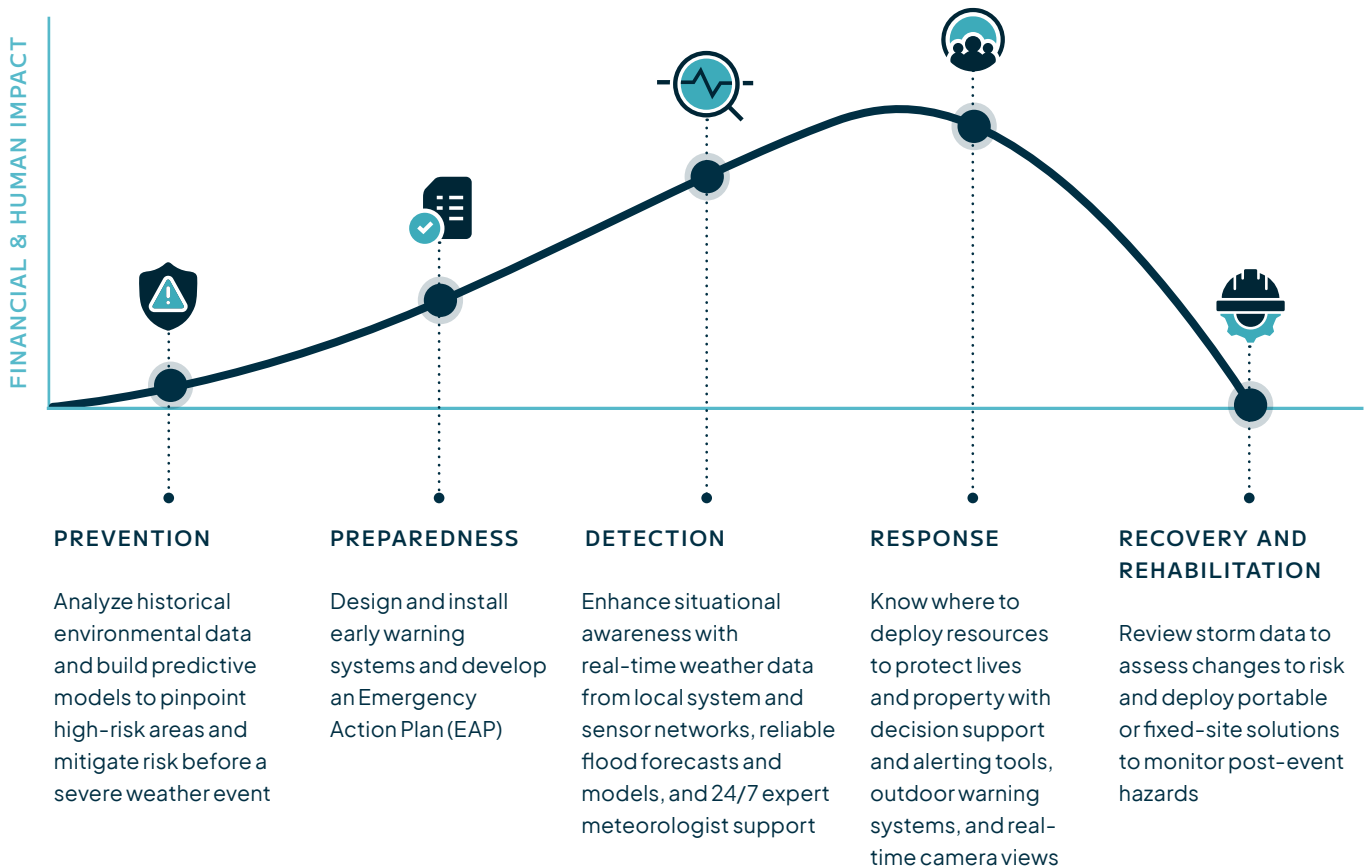 FINANCIAL & HUMAN IMPACT
PREVENTION
Analyze historical
environmental data
and build predictive
models to pinpoint
high-risk areas and
mitigate risk before a
severe weather event
PREPAREDNESS
Design and install
early warning
systems and develop
an Emergency
Action Plan (EAP)
DETECTION
Enhance situational
awareness with
real-time weather data
from local system and
sensor networks, reliable
flood forecasts and
models, and 24/7 expert
meteorologist support
RESPONSE
Know where to
deploy resources
to protect lives
and property with
decision support
and alerting tools,
outdoor warning
systems, and real-
time camera views
RECOVERY AND
REHABILITATION
Review storm data to
assess changes to risk
and deploy portable
or fixed-site solutions
to monitor post-event
hazards